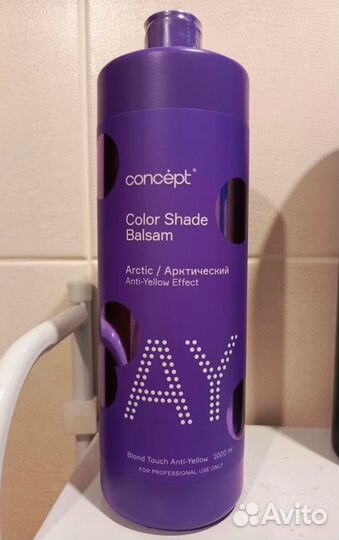 concépt®
Color Shade
Balsam
Arctic / Арктический
Anti-Yellow Effect
AY
Blond Touch Anti-Yellow 1000 ml
FOR PROFESSIONAL USE ONLY
Avito